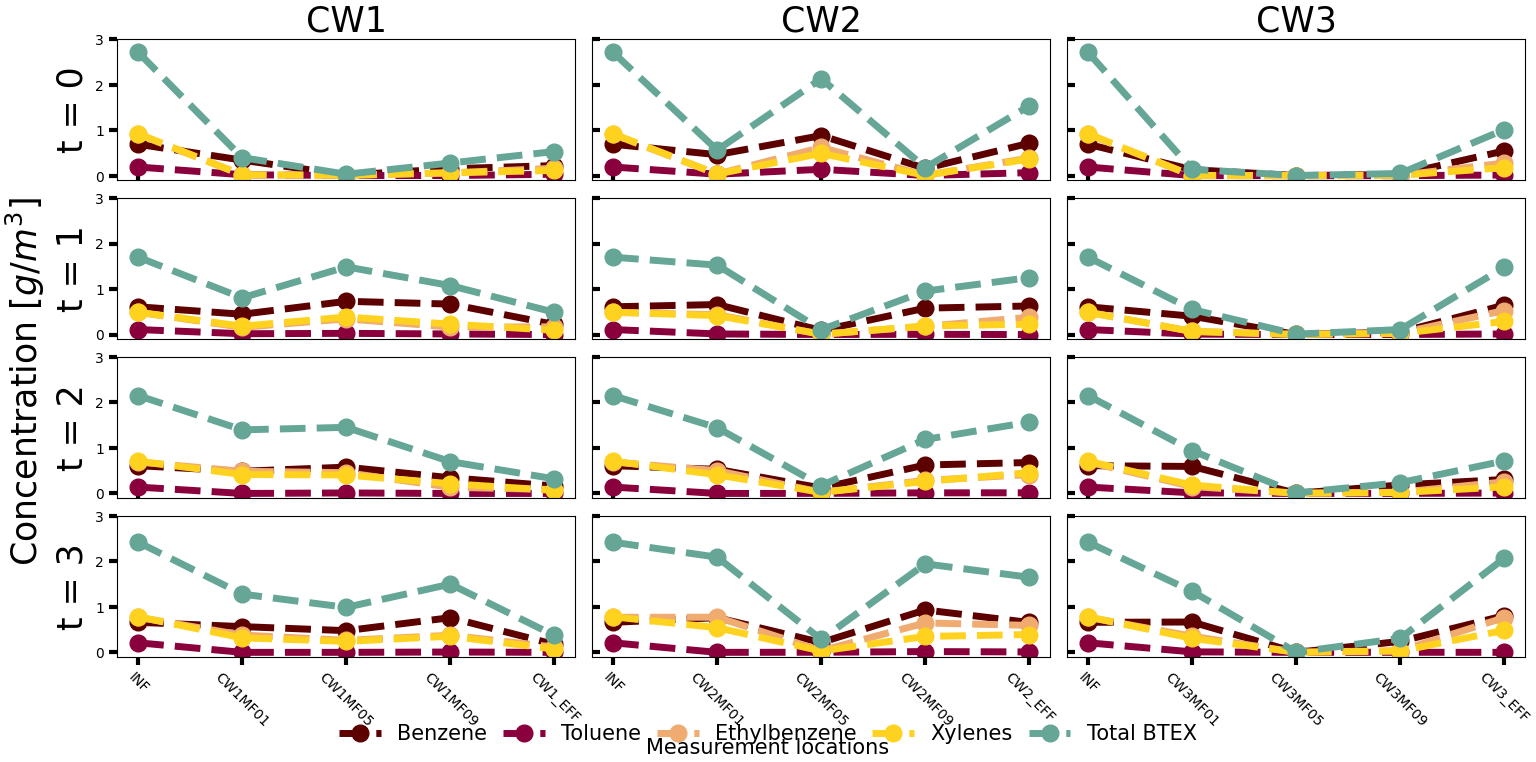 CW1 CW2 CW3
t = 0
3
2
1
0
t = 1
3
2
1
0
t = 2
3
2
1
0
t = 3
3
2
1
0
Concentration [g/m³]
INF CW1MF01 CW1MF05 CW1MF09 CW1_EFF
INF CW2MF01 CW2MF05 CW2MF09 CW2_EFF
INF CW3MF01 CW3MF05 CW3MF09 CW3_EFF
Benzene Toluene Ethylbenzene Xylenes Total BTEX
Measurement locations